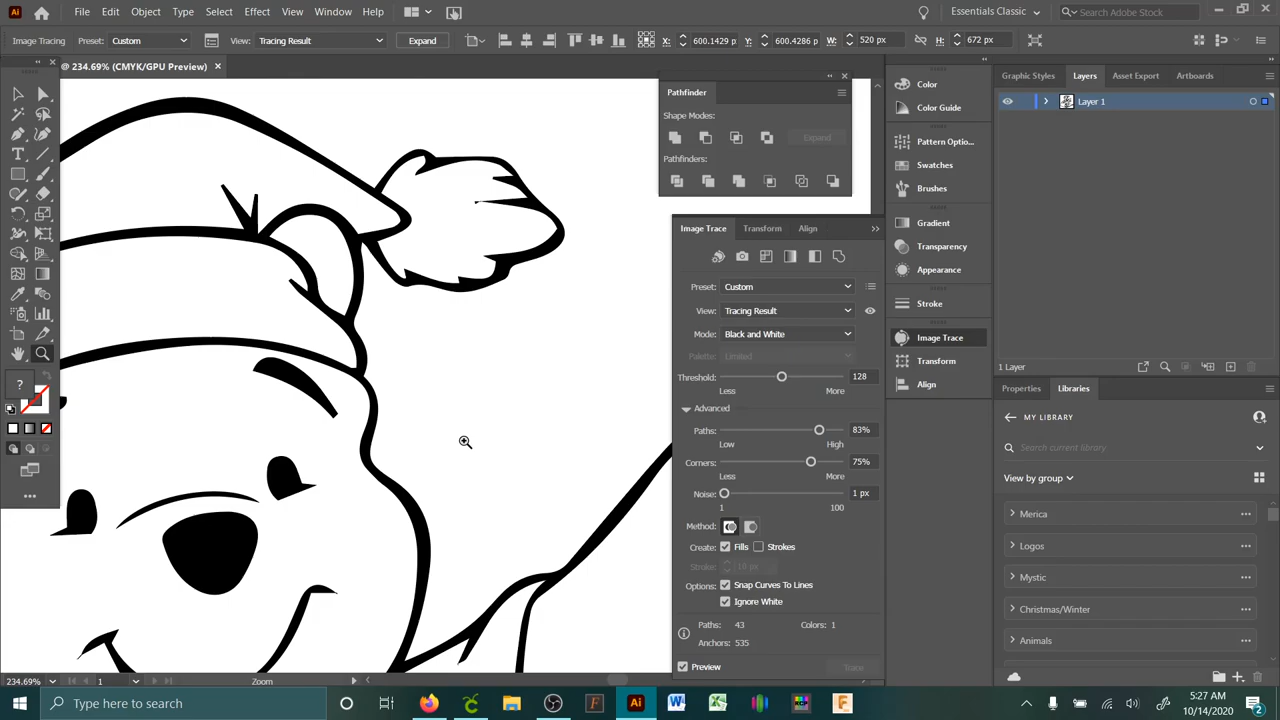 Ai File Edit Object Type Select Effect View Window Help Essentials Classic Search Adobe Stock
Image Tracing Preset: Custom View: Tracing Result Expand X: 600.1429 p Y: 600.4286 p W: 520 px H: 672 px
@ 234.69% (CMYK/GPU Preview) ×
Pathfinder
Shape Modes:
Expand
Pathfinders:
Image Trace Transform Align
Preset: Custom
View: Tracing Result
Mode: Black and White
Palette: Limited
Threshold: 128
Less More
Advanced
Paths: 83%
Low High
Corners: 75%
Less More
Noise: 1 px
1 100
Method:
Create: Fills Strokes
Stroke: 10 px
Options: Snap Curves To Lines
Ignore White
Paths: 43 Colors: 1
Anchors: 535
Preview Trace
Color
Color Guide
Pattern Optio...
Swatches
Brushes
Gradient
Transparency
Appearance
Stroke
Image Trace
Transform
Align
Graphic Styles Layers Asset Export Artboards
Layer 1
1 Layer
Properties Libraries
MY LIBRARY
Search current library
View by group
Merica
Logos
Mystic
Christmas/Winter
Animals
?
234.69% 1 Zoom
Type here to search
Ai
5:27 AM
10/14/2020
2